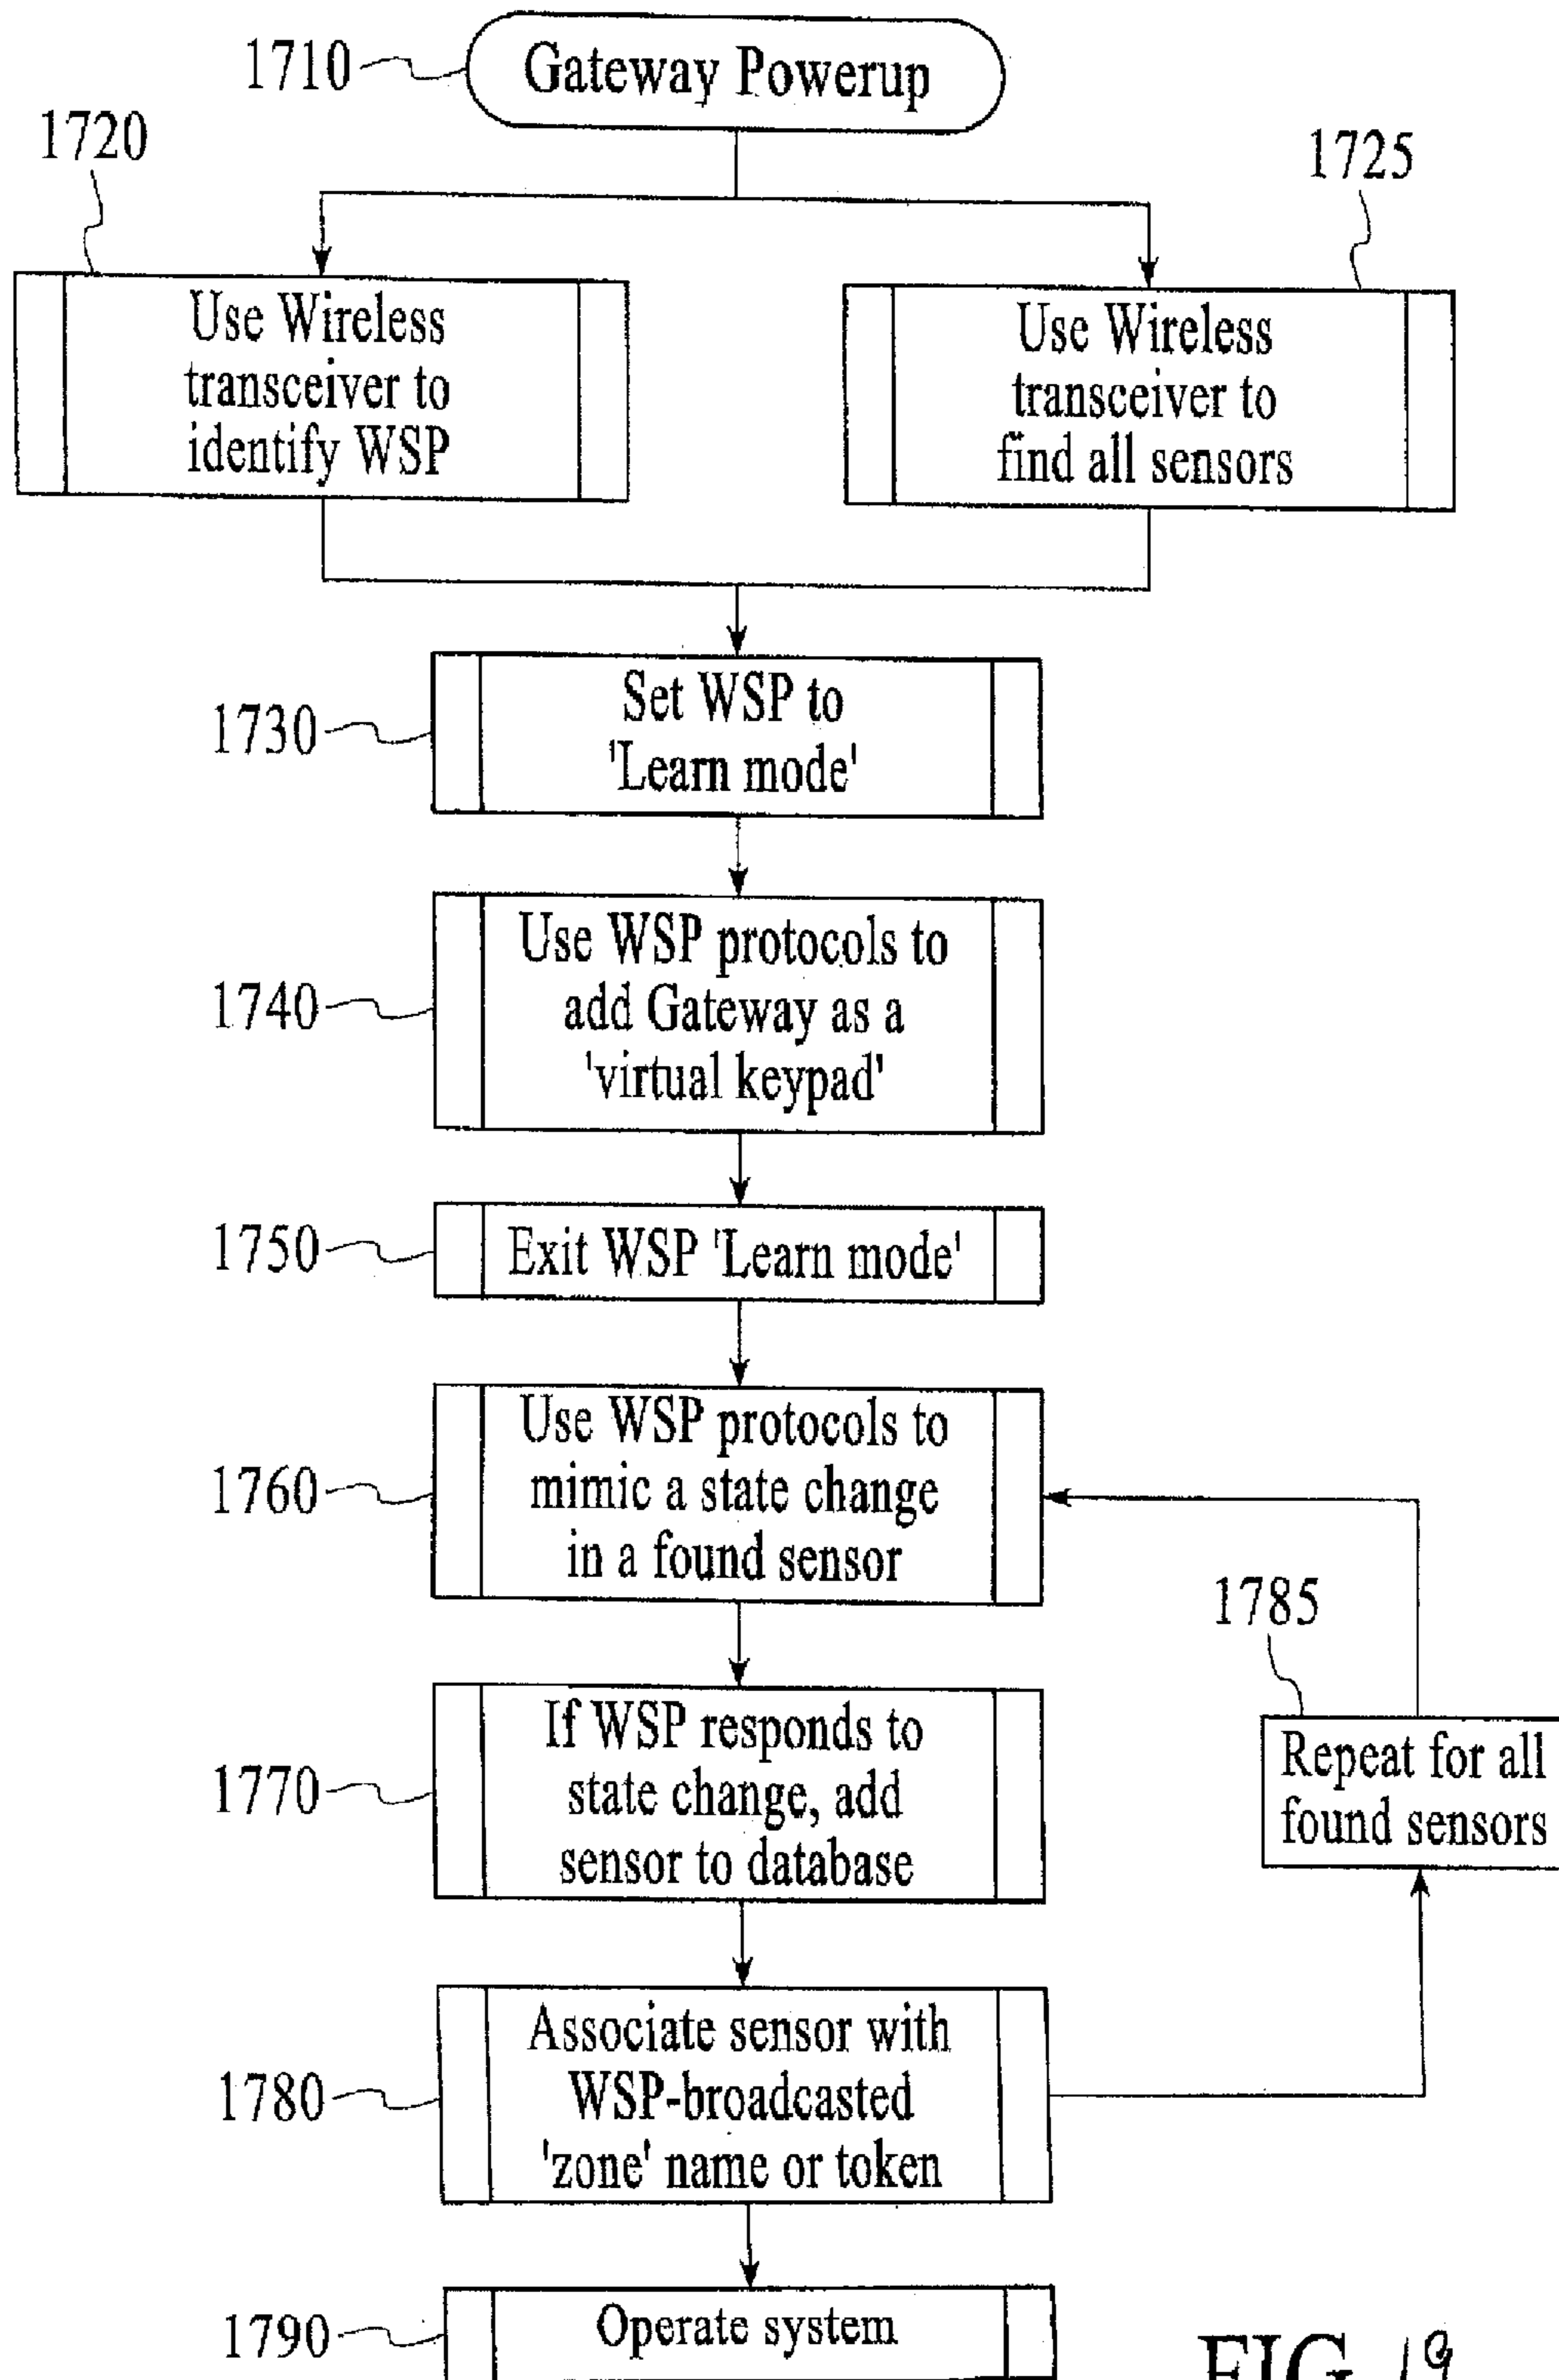 1710
Gateway Powerup
1720
1725
Use Wireless
transceiver to
identify WSP
Use Wireless
transceiver to
find all sensors
1730
Set WSP to
'Learn mode'
1740
Use WSP protocols to
add Gateway as a
'virtual keypad'
1750
Exit WSP 'Learn mode'
1760
Use WSP protocols to
mimic a state change
in a found sensor
1785
Repeat for all
found sensors
1770
If WSP responds to
state change, add
sensor to database
1780
Associate sensor with
WSP-broadcasted
'zone' name or token
1790
Operate system
FIG 19